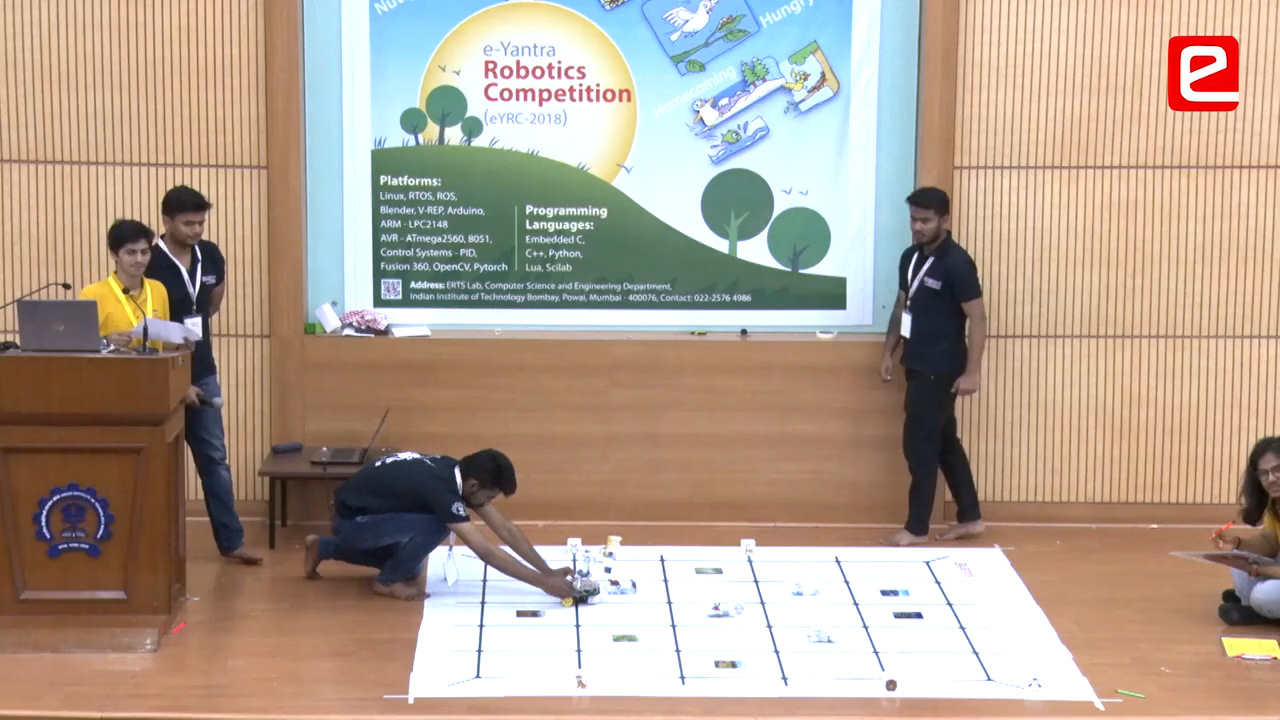 Hungry
e-Yantra
Robotics
Competition
(eYRC-2018)
Homecoming
Platforms:
Linux, RTOS, ROS,
Blender, V-REP, Arduino,
ARM - LPC2148
AVR - ATmega2560, 8051,
Control Systems - PID,
Fusion 360, OpenCV, Pytorch
Programming
Languages:
Embedded C,
C++, Python,
Lua, Scilab
Address: ERTS Lab, Computer Science and Engineering Department,
Indian Institute of Technology Bombay, Powai, Mumbai - 400076, Contact: 022-2576 4986
e